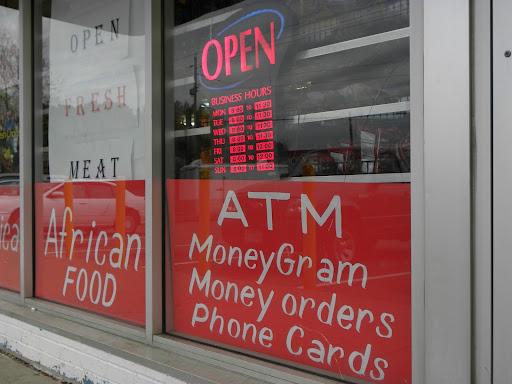 OPEN
FRESH
MEAT
African
FOOD
OPEN
BUSINESS HOURS
MON
TUE
WED
THU
FRI
SAT
SUN
ATM
MoneyGram
Money orders
Phone Cards